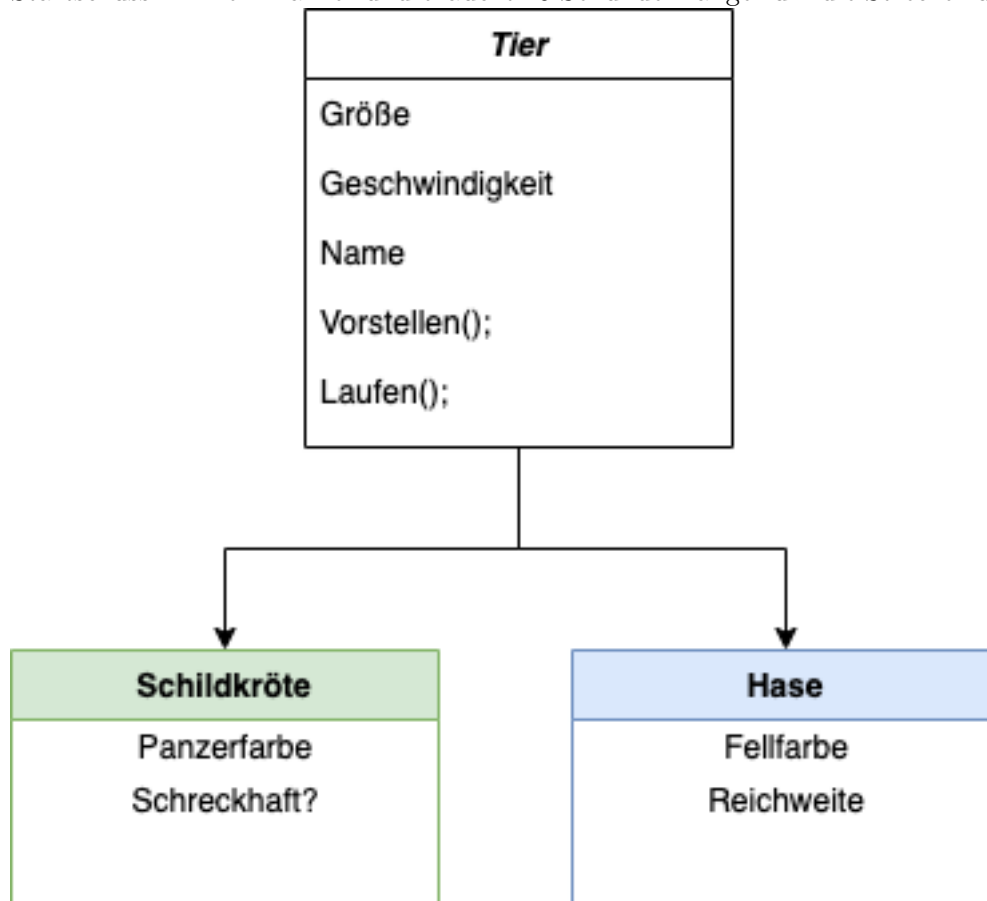 Tier
Größe
Geschwindigkeit
Name
Vorstellen();
Laufen();
Schildkröte
Hase
Panzerfarbe
Fellfarbe
Schreckhaft?
Reichweite